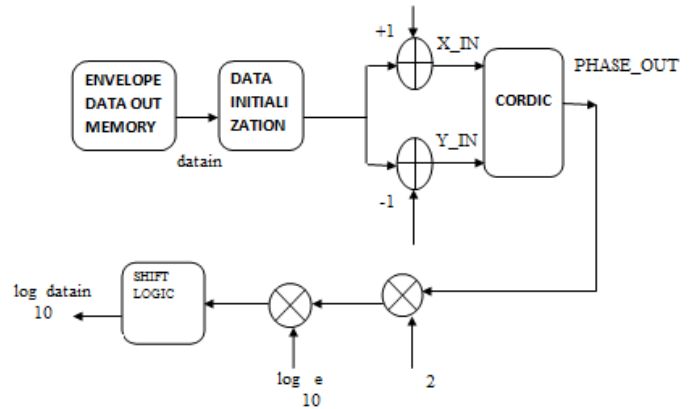 +1
X_IN
ENVELOPE
DATA OUT
MEMORY
DATA
INITIALI
ZATION
CORDIC
PHASE_OUT
datain
Y_IN
-1
log datain
10
SHIFT
LOGIC
log e
10
2